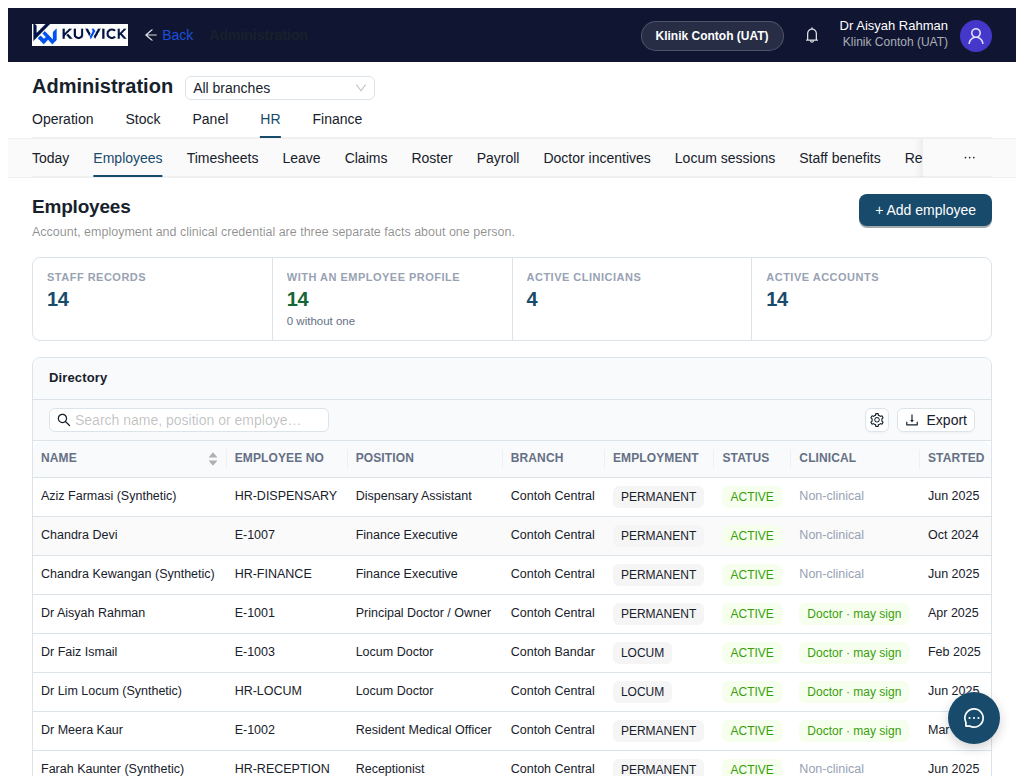 KUWICK
Back Administration
Klinik Contoh (UAT)
Dr Aisyah Rahman
Klinik Contoh (UAT)
Administration
All branches
Operation Stock Panel HR Finance
Today Employees Timesheets Leave Claims Roster Payroll Doctor incentives Locum sessions Staff benefits Re ...
Employees
+ Add employee
Account, employment and clinical credential are three separate facts about one person.
STAFF RECORDS WITH AN EMPLOYEE PROFILE ACTIVE CLINICIANS ACTIVE ACCOUNTS
14 14 4 14
0 without one
Directory
Search name, position or employe… Export
NAME EMPLOYEE NO POSITION BRANCH EMPLOYMENT STATUS CLINICAL STARTED
Aziz Farmasi (Synthetic) HR-DISPENSARY Dispensary Assistant Contoh Central PERMANENT ACTIVE Non-clinical Jun 2025
Chandra Devi E-1007 Finance Executive Contoh Central PERMANENT ACTIVE Non-clinical Oct 2024
Chandra Kewangan (Synthetic) HR-FINANCE Finance Executive Contoh Central PERMANENT ACTIVE Non-clinical Jun 2025
Dr Aisyah Rahman E-1001 Principal Doctor / Owner Contoh Central PERMANENT ACTIVE Doctor · may sign Apr 2025
Dr Faiz Ismail E-1003 Locum Doctor Contoh Bandar LOCUM ACTIVE Doctor · may sign Feb 2025
Dr Lim Locum (Synthetic) HR-LOCUM Locum Doctor Contoh Central LOCUM ACTIVE Doctor · may sign Jun 2025
Dr Meera Kaur E-1002 Resident Medical Officer Contoh Central PERMANENT ACTIVE Doctor · may sign Mar
Farah Kaunter (Synthetic) HR-RECEPTION Receptionist Contoh Central PERMANENT ACTIVE Non-clinical Jun 2025